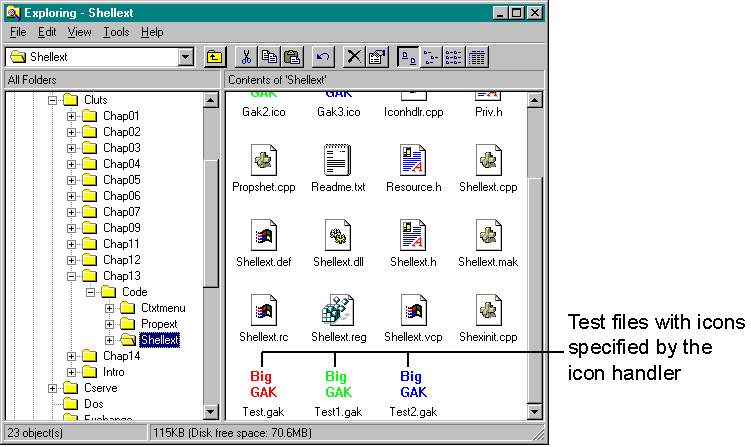 Exploring - Shellext
File Edit View Tools Help
Shellext
All Folders
Contents of 'Shellext'
Cluts
Chap01
Chap02
Chap03
Chap04
Chap05
Chap06
Chap07
Chap09
Chap11
Chap12
Chap13
Code
Ctxtmenu
Propext
Shellext
Chap14
Intro
Cserve
Dos
Exchange
GAK GAK
Gak2.ico Gak3.ico Iconhdlr.cpp Priv.h
Propshet.cpp Readme.txt Resource.h Shellext.cpp
Shellext.def Shellext.dll Shellext.h Shellext.mak
Shellext.rc Shellext.reg Shellext.vcp Shexinit.cpp
Big Big Big
GAK GAK GAK
Test.gak Test1.gak Test2.gak
23 object(s)
115KB (Disk free space: 70.6MB)
Test files with icons
specified by the
icon handler